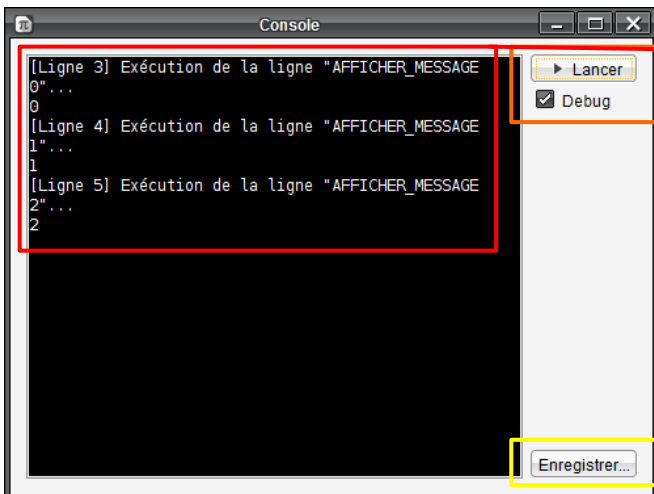 Console
[Ligne 3] Exécution de la ligne "AFFICHER_MESSAGE
0"...
0
[Ligne 4] Exécution de la ligne "AFFICHER_MESSAGE
1"...
1
[Ligne 5] Exécution de la ligne "AFFICHER_MESSAGE
2"...
2
Lancer
Debug
Enregistrer...